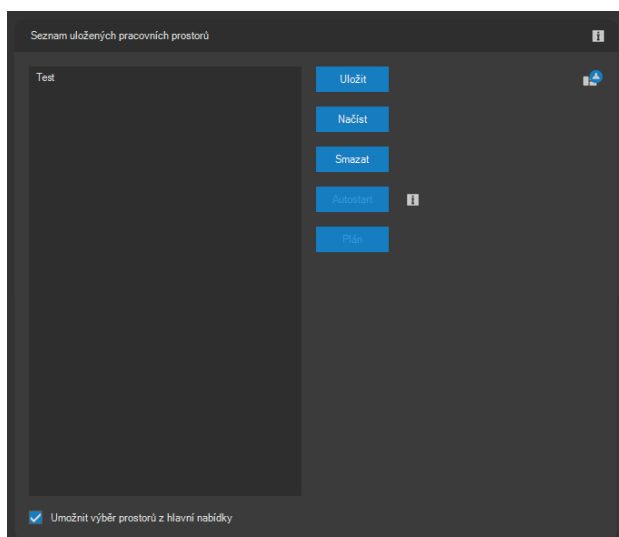 Seznam uložených pracovních prostorů
Test
Uložit
Načíst
Smazat
Autostart
Plán
Umožnit výběr prostorů z hlavní nabídky